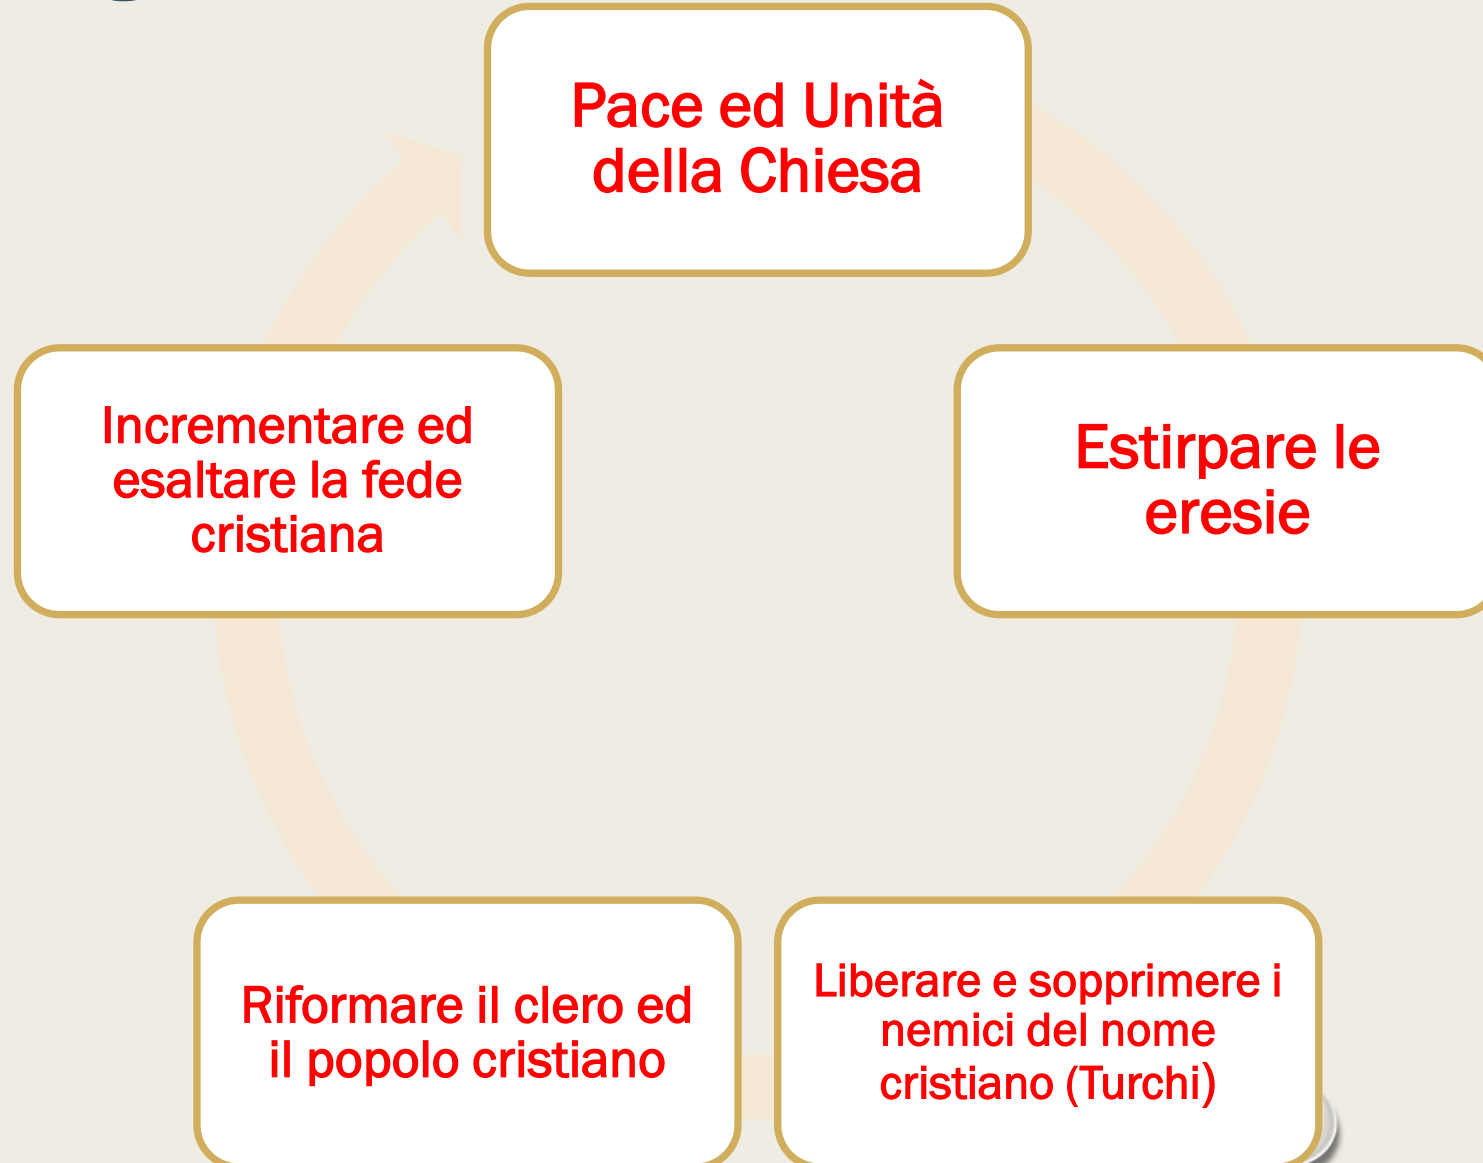 Pace ed Unità
della Chiesa
Estirpare le
eresie
Liberare e sopprimere i
nemici del nome
cristiano (Turchi)
Riformare il clero ed
il popolo cristiano
Incrementare ed
esaltare la fede
cristiana